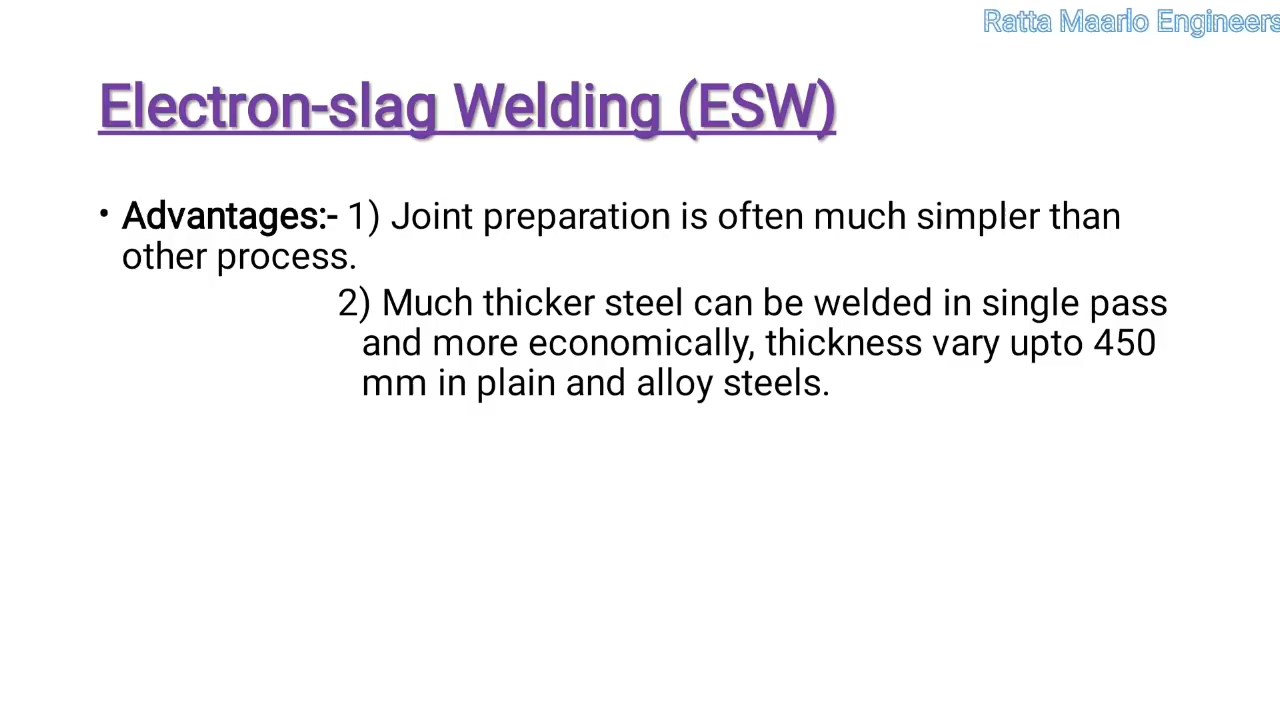 Ratta Maarlo Engineers
Electron-slag Welding (ESW)
• Advantages:- 1) Joint preparation is often much simpler than
other process.
2) Much thicker steel can be welded in single pass
and more economically, thickness vary upto 450
mm in plain and alloy steels.